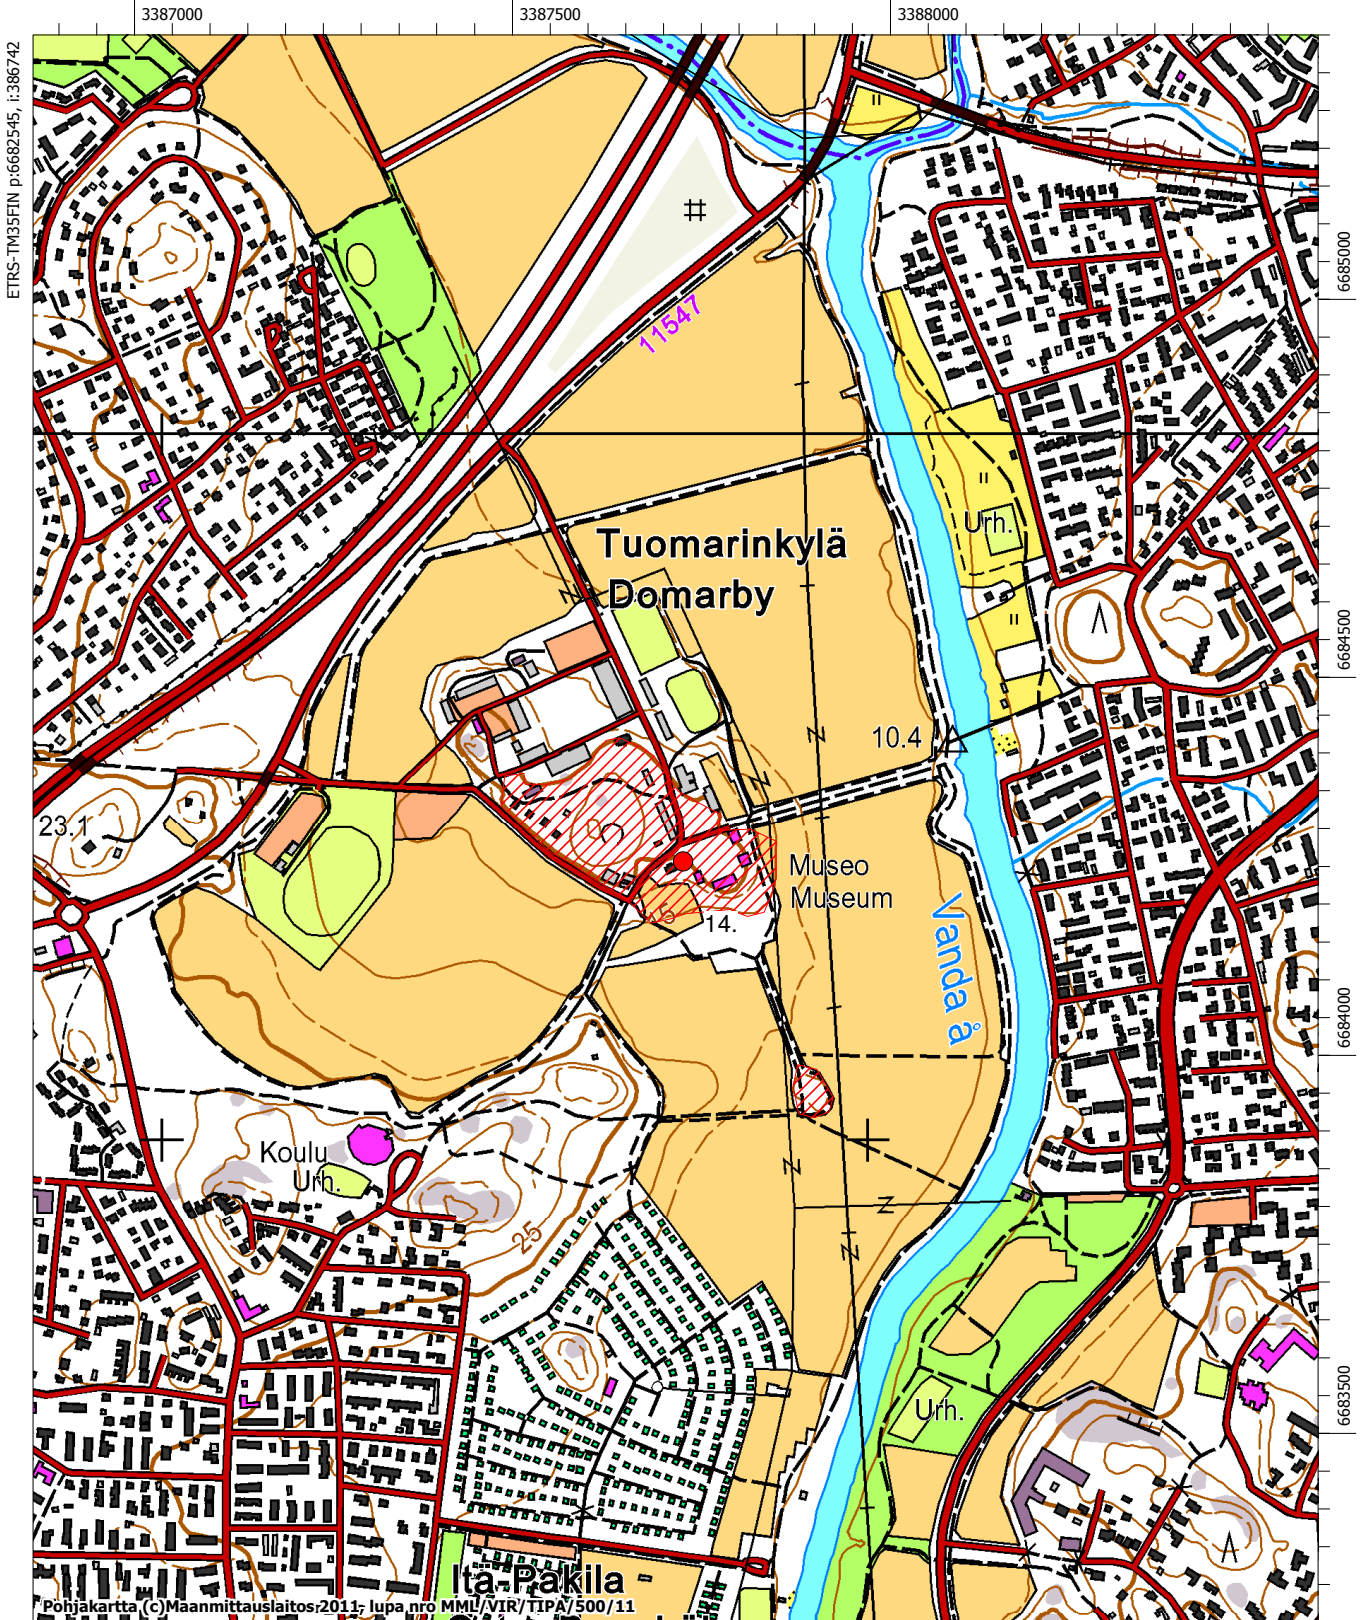 3387000
3387500
3388000
ETRS-TM35FIN p:6682545, i:386742
6685000
11547
Urh.
Tuomarinkylä
Domarby
6684500
10.4
23.1
Museo
Museum
15
14.
Vanda å
6684000
Koulu
Urh.
25
6683500
Urh.
Itä-Pakila
Pohjakartta (c)Maanmittauslaitos 2011, lupa nro MML/VIR/TIPA/500/11